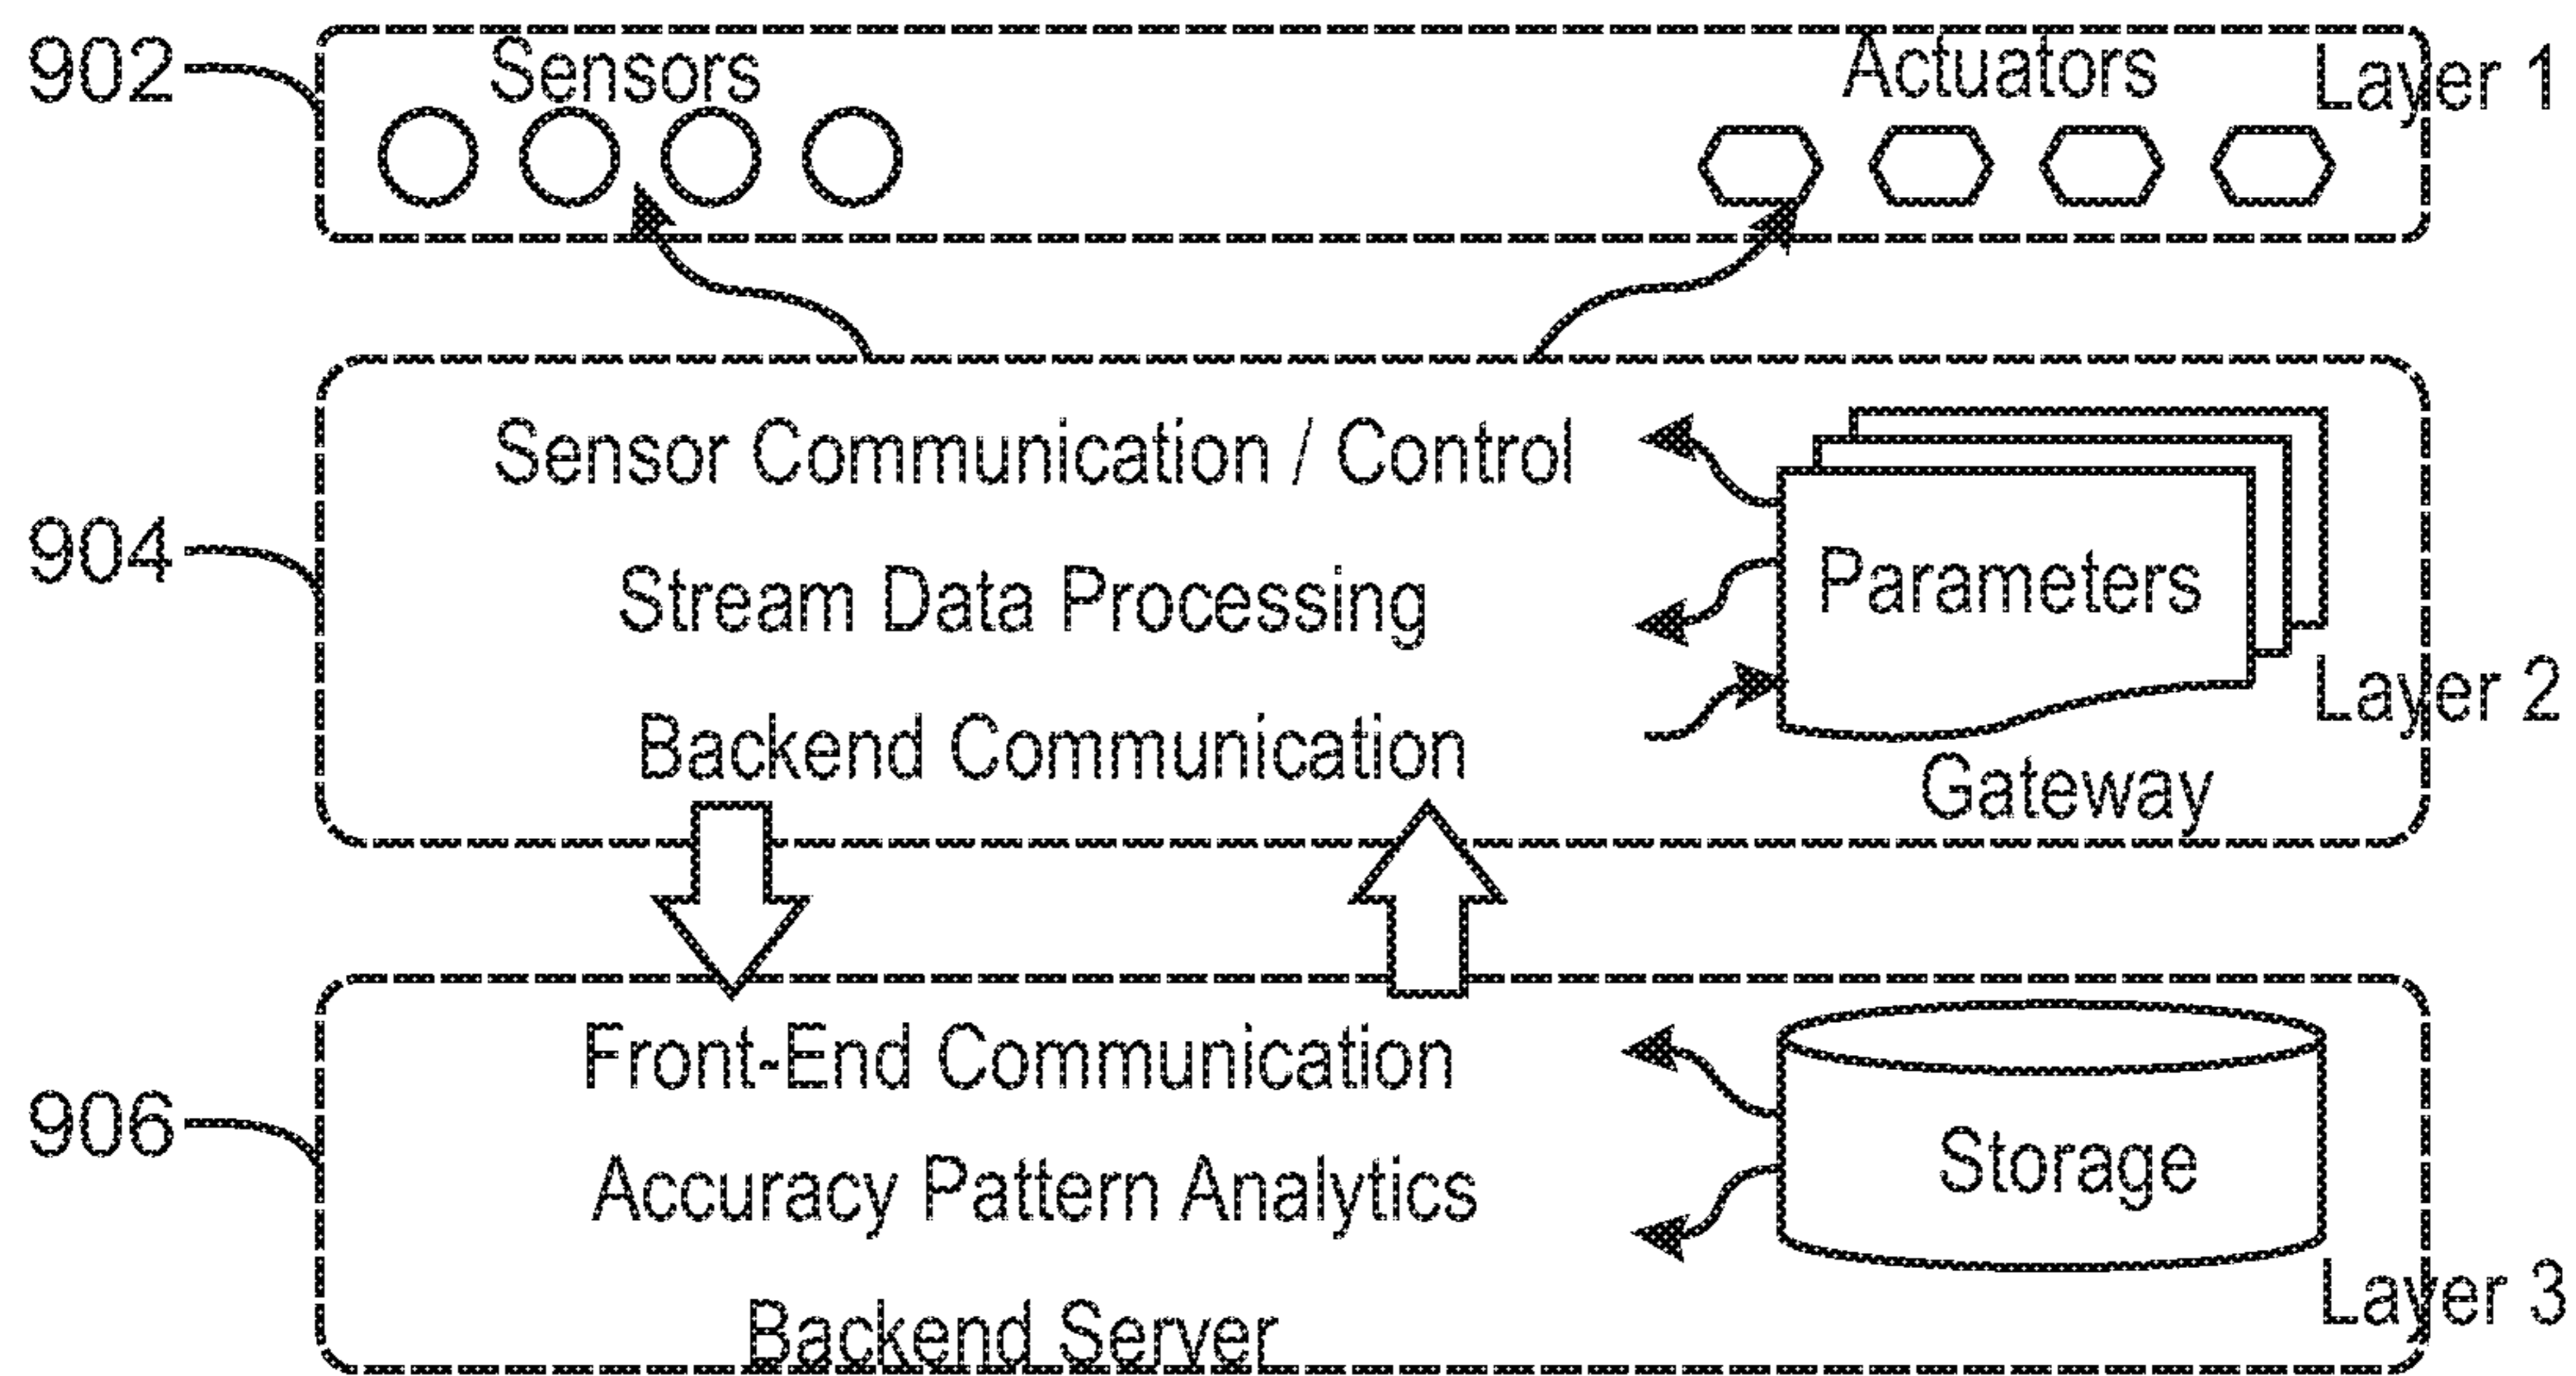 902
Sensors
Actuators
Layer 1
904
Sensor Communication / Control
Stream Data Processing
Backend Communication
Parameters
Layer 2
Gateway
906
Front-End Communication
Accuracy Pattern Analytics
Backend Server
Storage
Layer 3